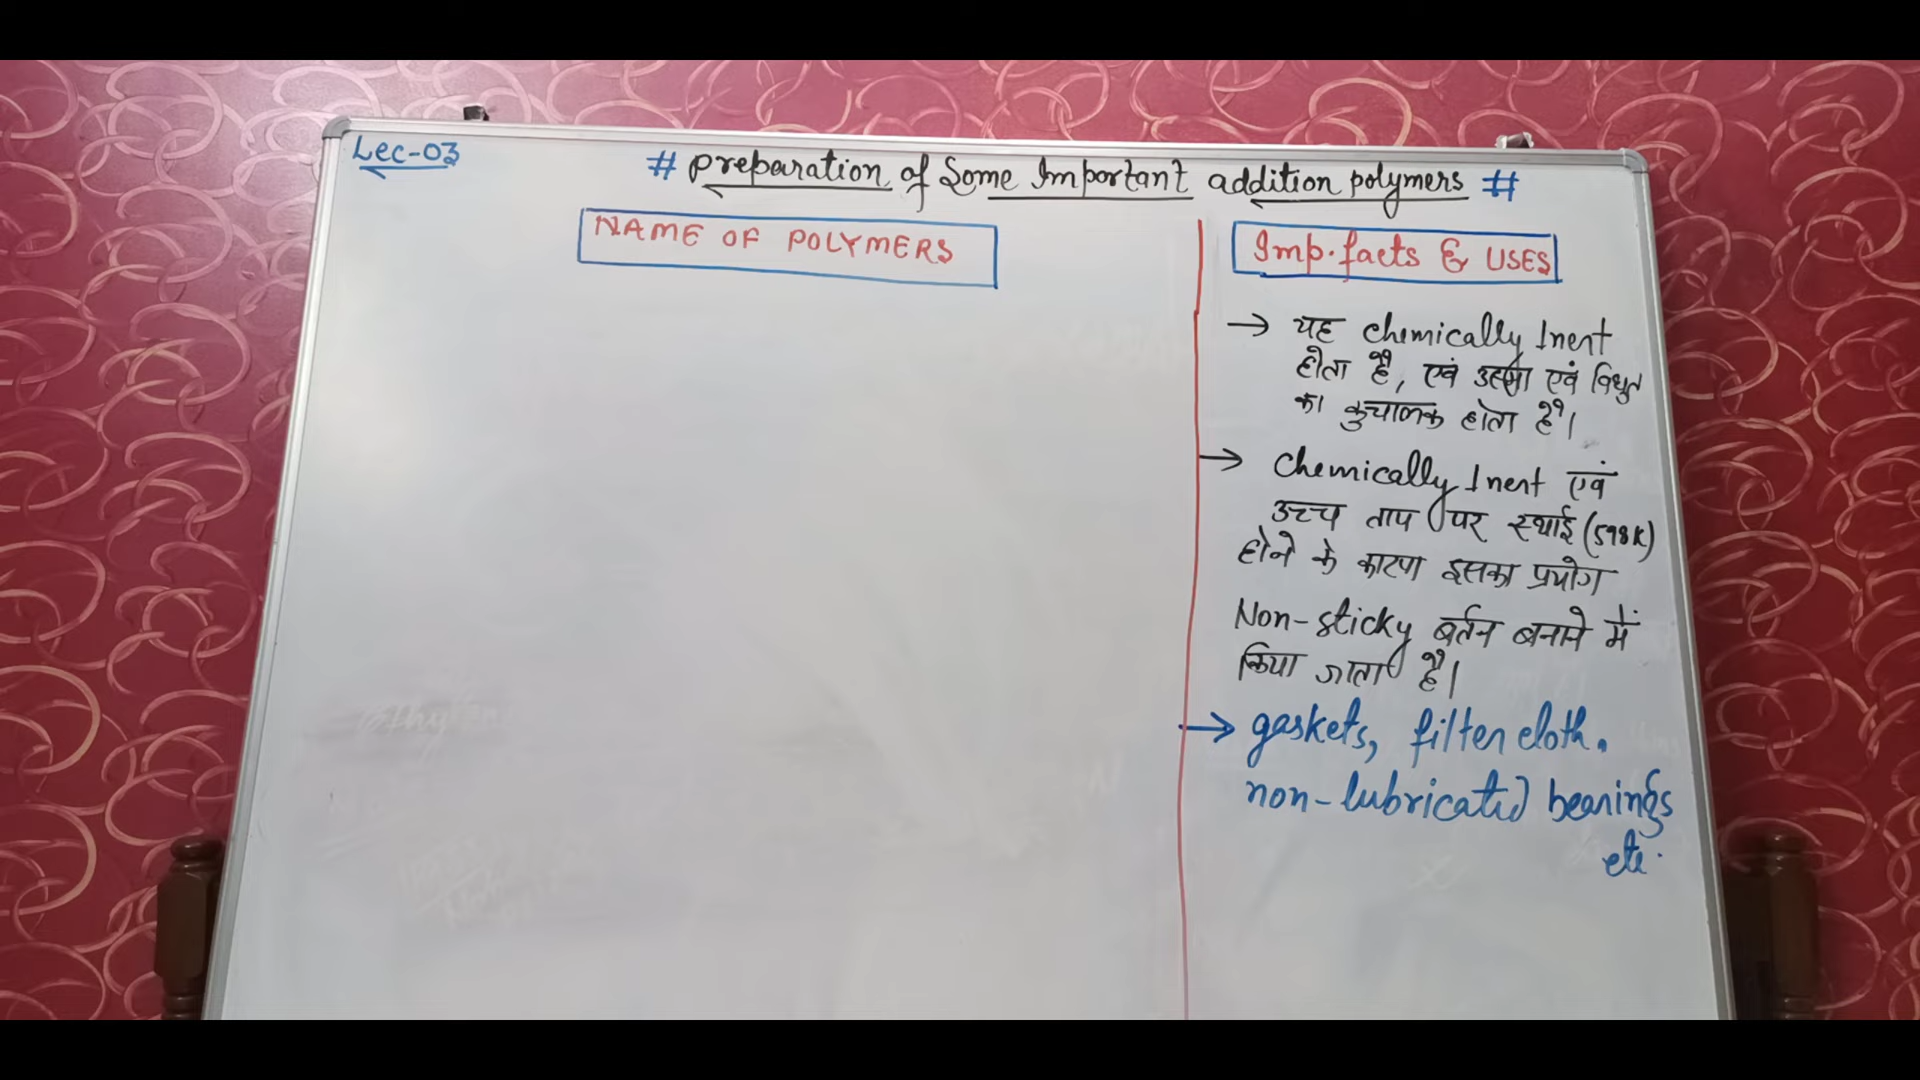 Lec-03
# Preparation of Some Important addition polymers #
NAME OF POLYMERS
Imp. facts & USES
→ यह chemically Inert
होता है, एवं उष्मा एवं विधुत
का कुचालक होता है।
→ chemically Inert एवं
उच्च ताप पर स्थाई (598K)
होने के कारण इसका प्रयोग
Non-sticky बर्तन बनाने में
किया जाता है।
→ gaskets, filter cloth.
non-lubricated bearings
etc.